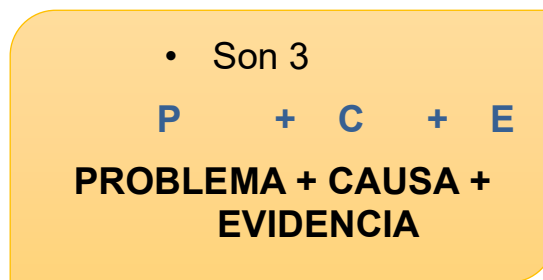 • Son 3
P + C + E
PROBLEMA + CAUSA +
EVIDENCIA